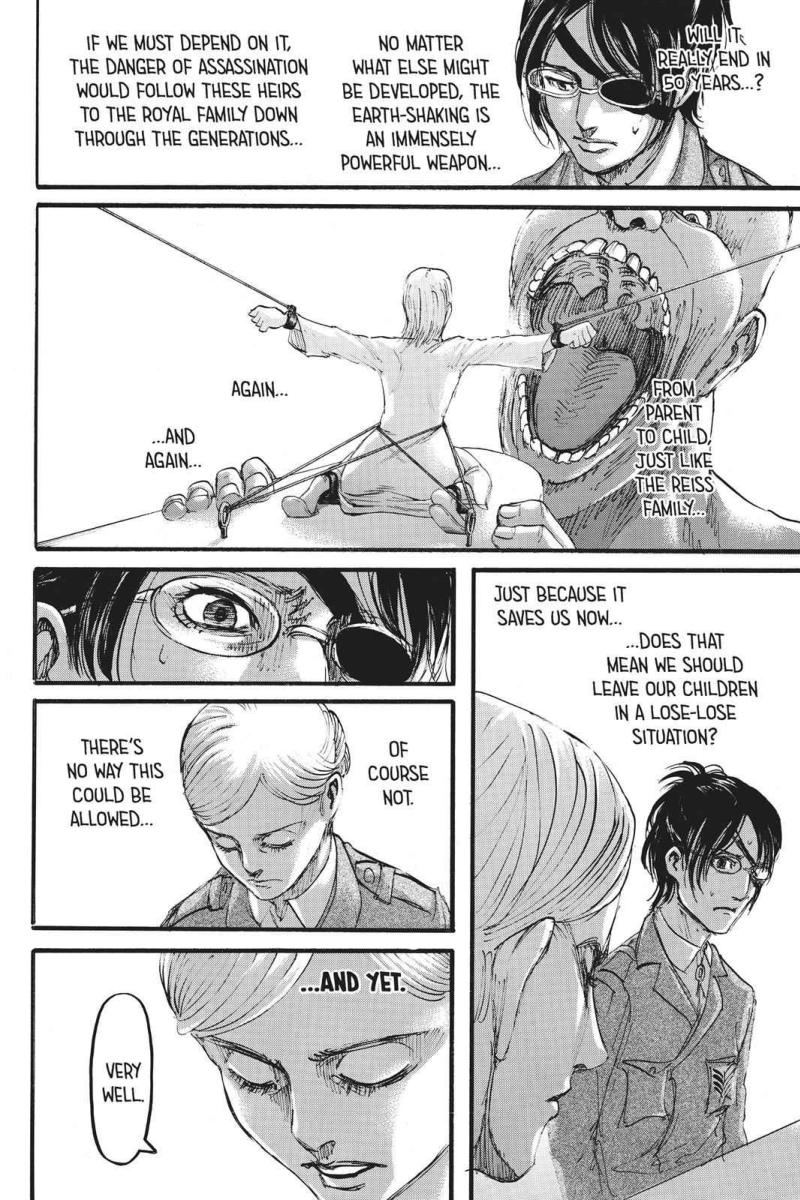 WILL IT
REALLY END IN
50 YEARS...?
NO MATTER
WHAT ELSE MIGHT
BE DEVELOPED, THE
EARTH-SHAKING IS
AN IMMENSELY
POWERFUL WEAPON...
IF WE MUST DEPEND ON IT,
THE DANGER OF ASSASSINATION
WOULD FOLLOW THESE HEIRS
TO THE ROYAL FAMILY DOWN
THROUGH THE GENERATIONS...
FROM
PARENT
TO CHILD,
JUST LIKE
THE REISS
FAMILY...
AGAIN...
...AND
AGAIN...
JUST BECAUSE IT
SAVES US NOW...
...DOES THAT
MEAN WE SHOULD
LEAVE OUR CHILDREN
IN A LOSE-LOSE
SITUATION?
OF
COURSE
NOT.
THERE'S
NO WAY THIS
COULD BE
ALLOWED...
...AND YET.
VERY
WELL.